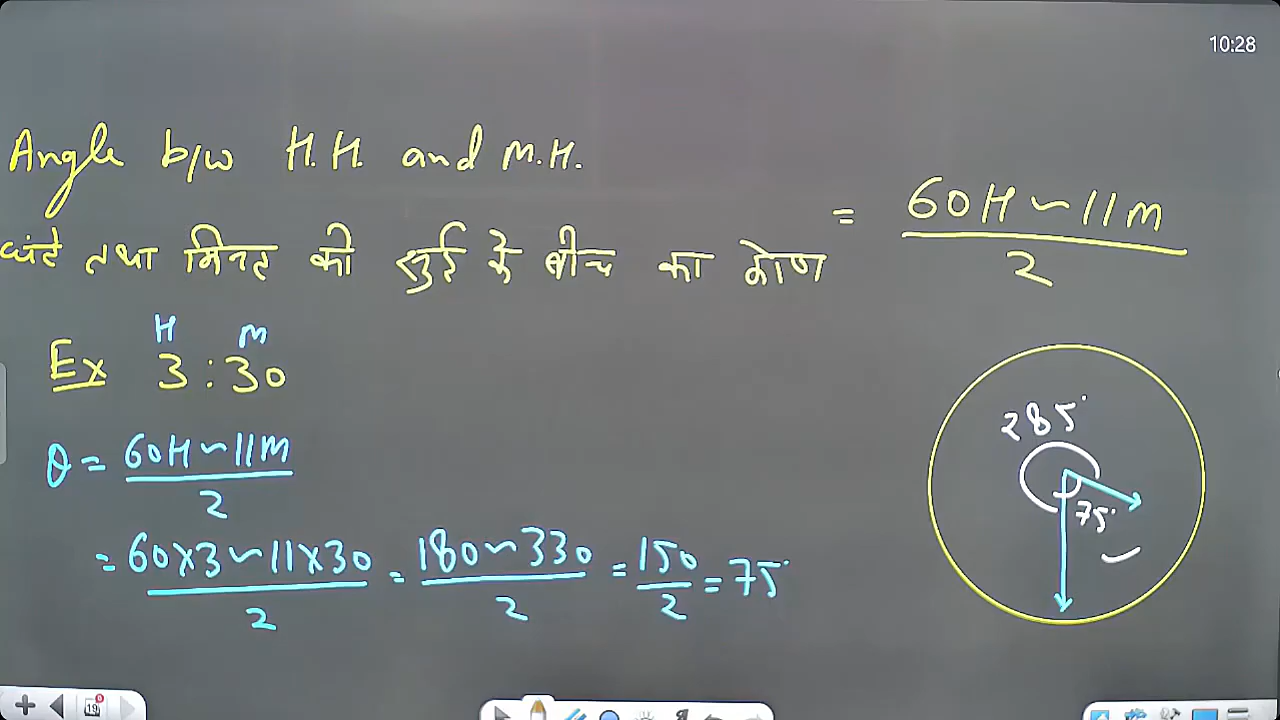 10:28
Angle b/w H.H. and M.H.
घंटे तथा मिनट की सुई के बीच का कोण = 60H ~ 11M / 2
H M
Ex 3:30
θ = 60H ~ 11M / 2
= 60×3 ~ 11×30 / 2 = 180 ~ 330 / 2 = 150 / 2 = 75°
285°
75°
19